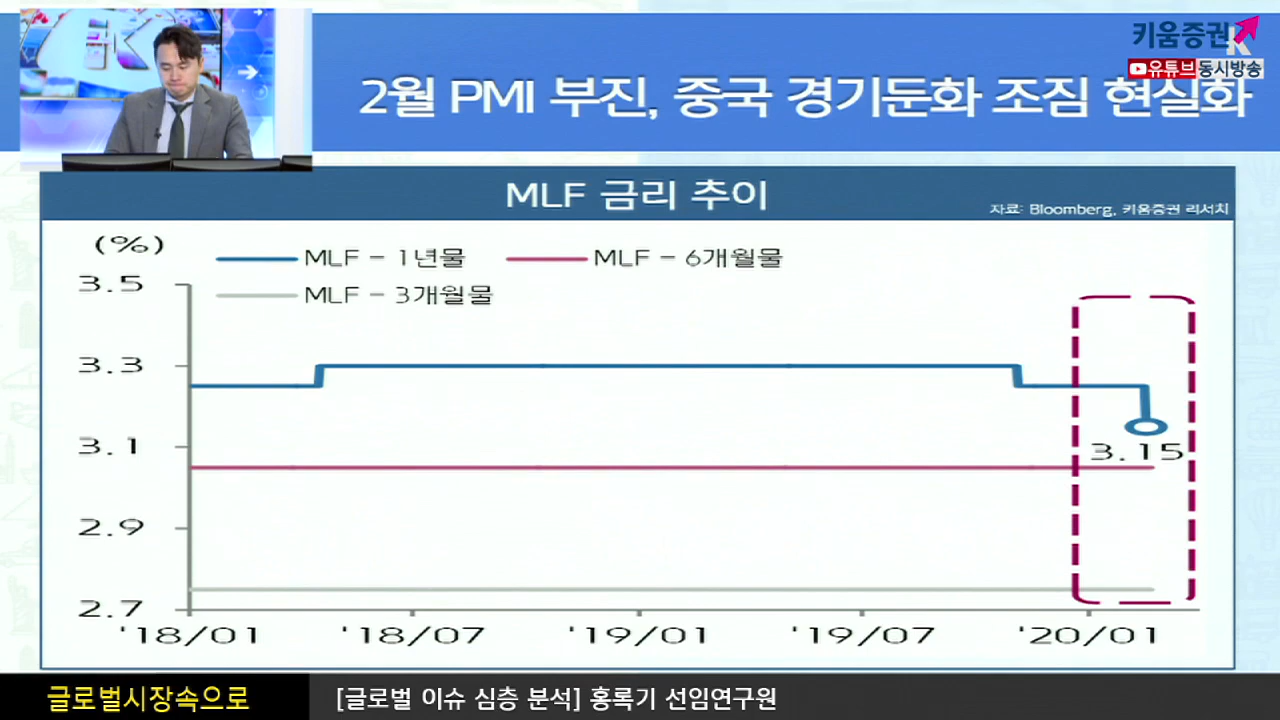 키움증권
유튜브 동시방송
2월 PMI 부진, 중국 경기둔화 조짐 현실화
MLF 금리 추이
자료: Bloomberg, 키움증권 리서치
(%)
MLF - 1년물
MLF - 6개월물
MLF - 3개월물
3.5
3.3
3.1
2.9
2.7
3.15
'18/01
'18/07
'19/01
'19/07
'20/01
글로벌시장속으로
[글로벌 이슈 심층 분석] 홍록기 선임연구원